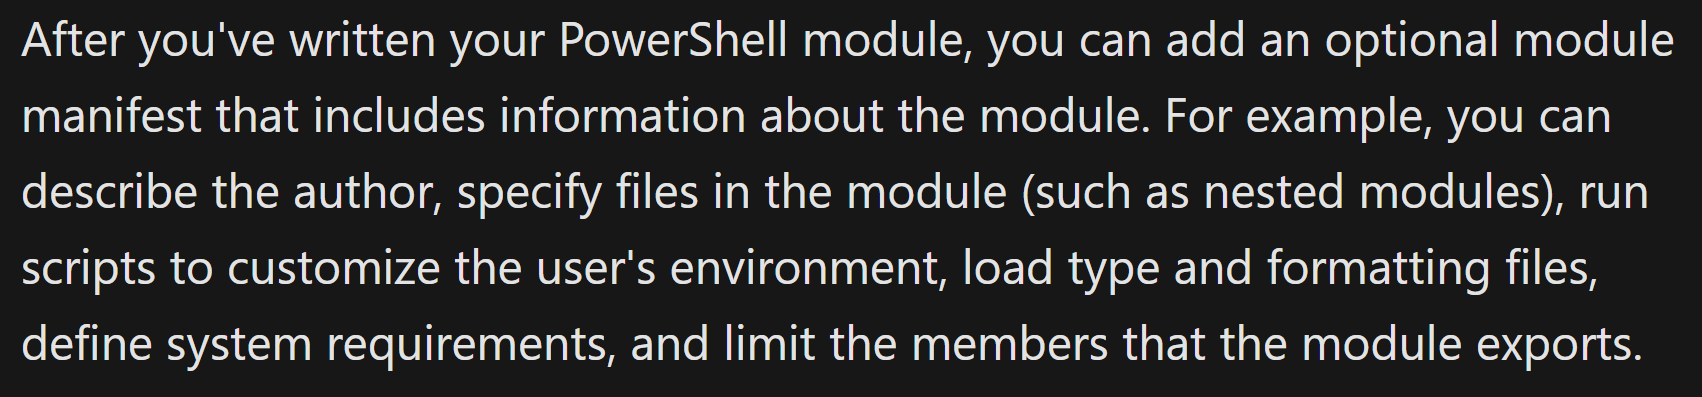 After you've written your PowerShell module, you can add an optional module
manifest that includes information about the module. For example, you can
describe the author, specify files in the module (such as nested modules), run
scripts to customize the user's environment, load type and formatting files,
define system requirements, and limit the members that the module exports.